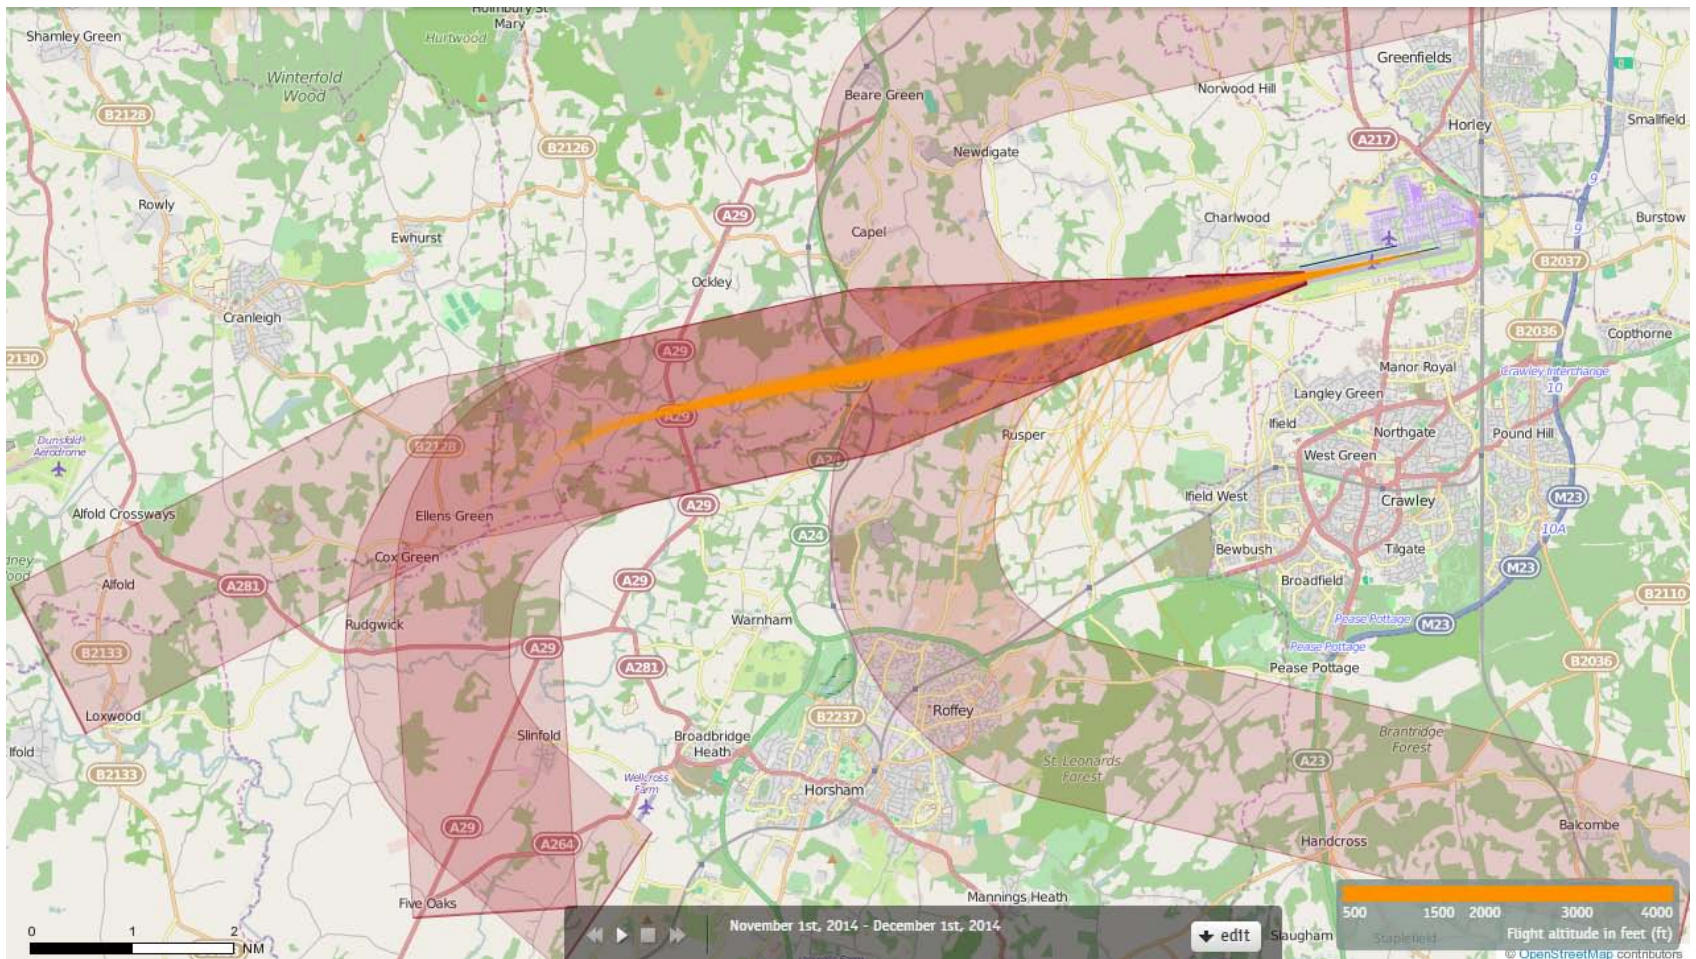 Shamley Green
Holmbury St
Mary
Hurtwood
Winterfold
Wood
B2128
B2126
Beare Green
Norwood Hill
Greenfields
Horley
Smallfield
A217
Newdigate
9
Rowly
A29
Charlwood
Burstow
Ewhurst
Capel
9
B2037
Ockley
Cranleigh
B2036
Copthorne
2130
A29
Manor Royal
Crawley Interchange
10
Langley Green
A29
Ifield
Northgate
Pound Hill
Rusper
Dunsfold
Aerodrome
B2128
A24
West Green
Ifield West
Crawley
M23
A29
Alfold Crossways
Ellens Green
10A
A24
Cox Green
Bewbush
Tilgate
M23
Alfold
A281
A29
Broadfield
B2110
Rudgwick
Warnham
Pease Pottage
M23
B2133
A29
A281
Pease Pottage
Pease Pottage
B2036
Loxwood
Roffey
B2237
Slinfold
Broadbridge
Heath
Brantridge
Forest
Ifold
A23
St. Leonards
Forest
B2133
Wellcross
Farm
Horsham
A29
A264
Handcross
Balcombe
Five Oaks
Mannings Heath
500 1500 2000 3000 4000
Flight altitude in feet (ft)
0 1 2 NM
November 1st, 2014 - December 1st, 2014
edit
Slaugham
Staplefield
© OpenStreetMap contributors